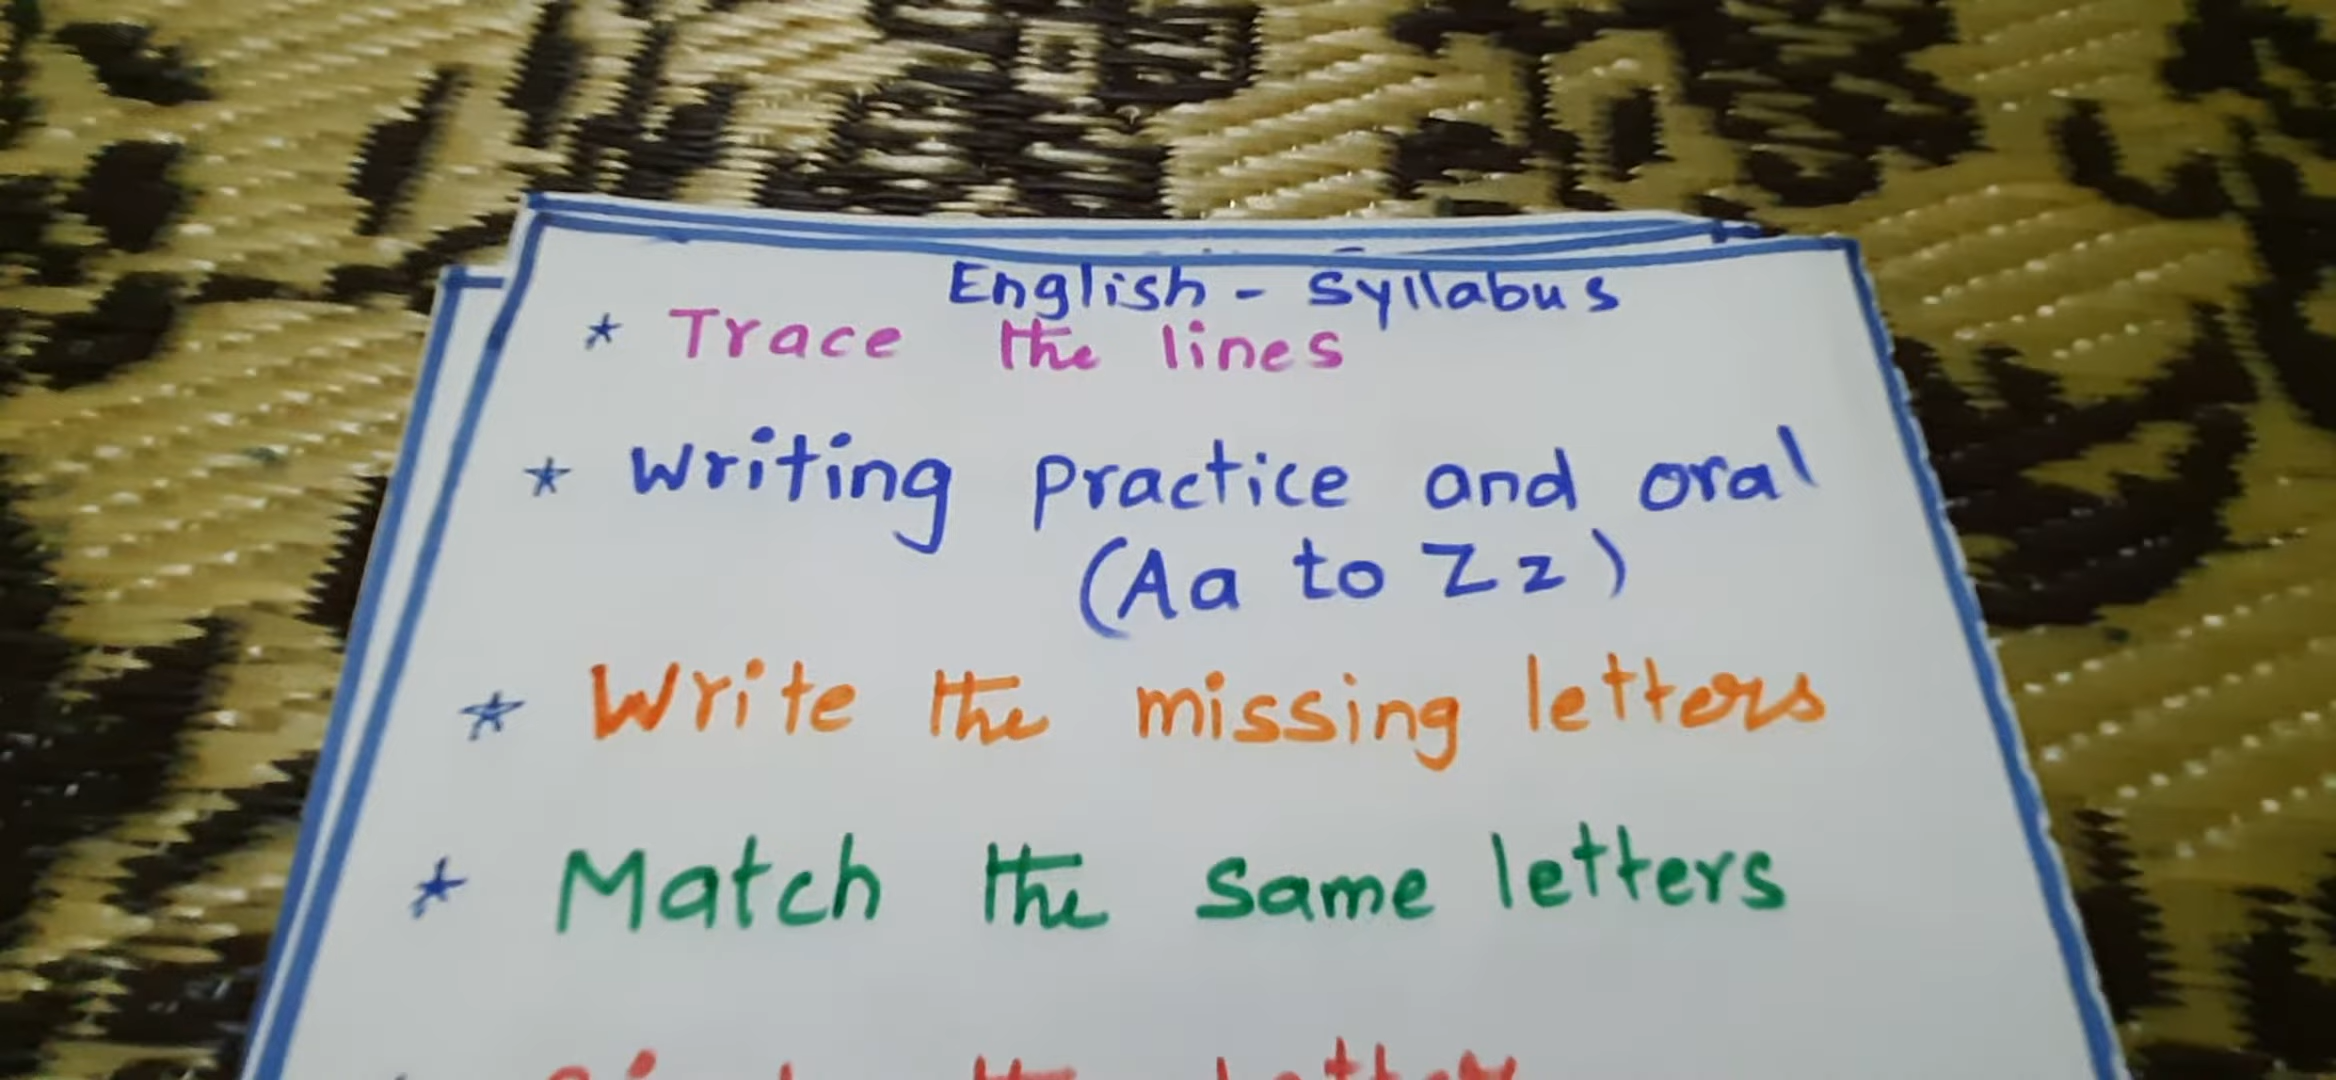 English - Syllabus
* Trace the lines
* Writing practice and oral
(Aa to Zz)
* Write the missing letters
* Match the same letters